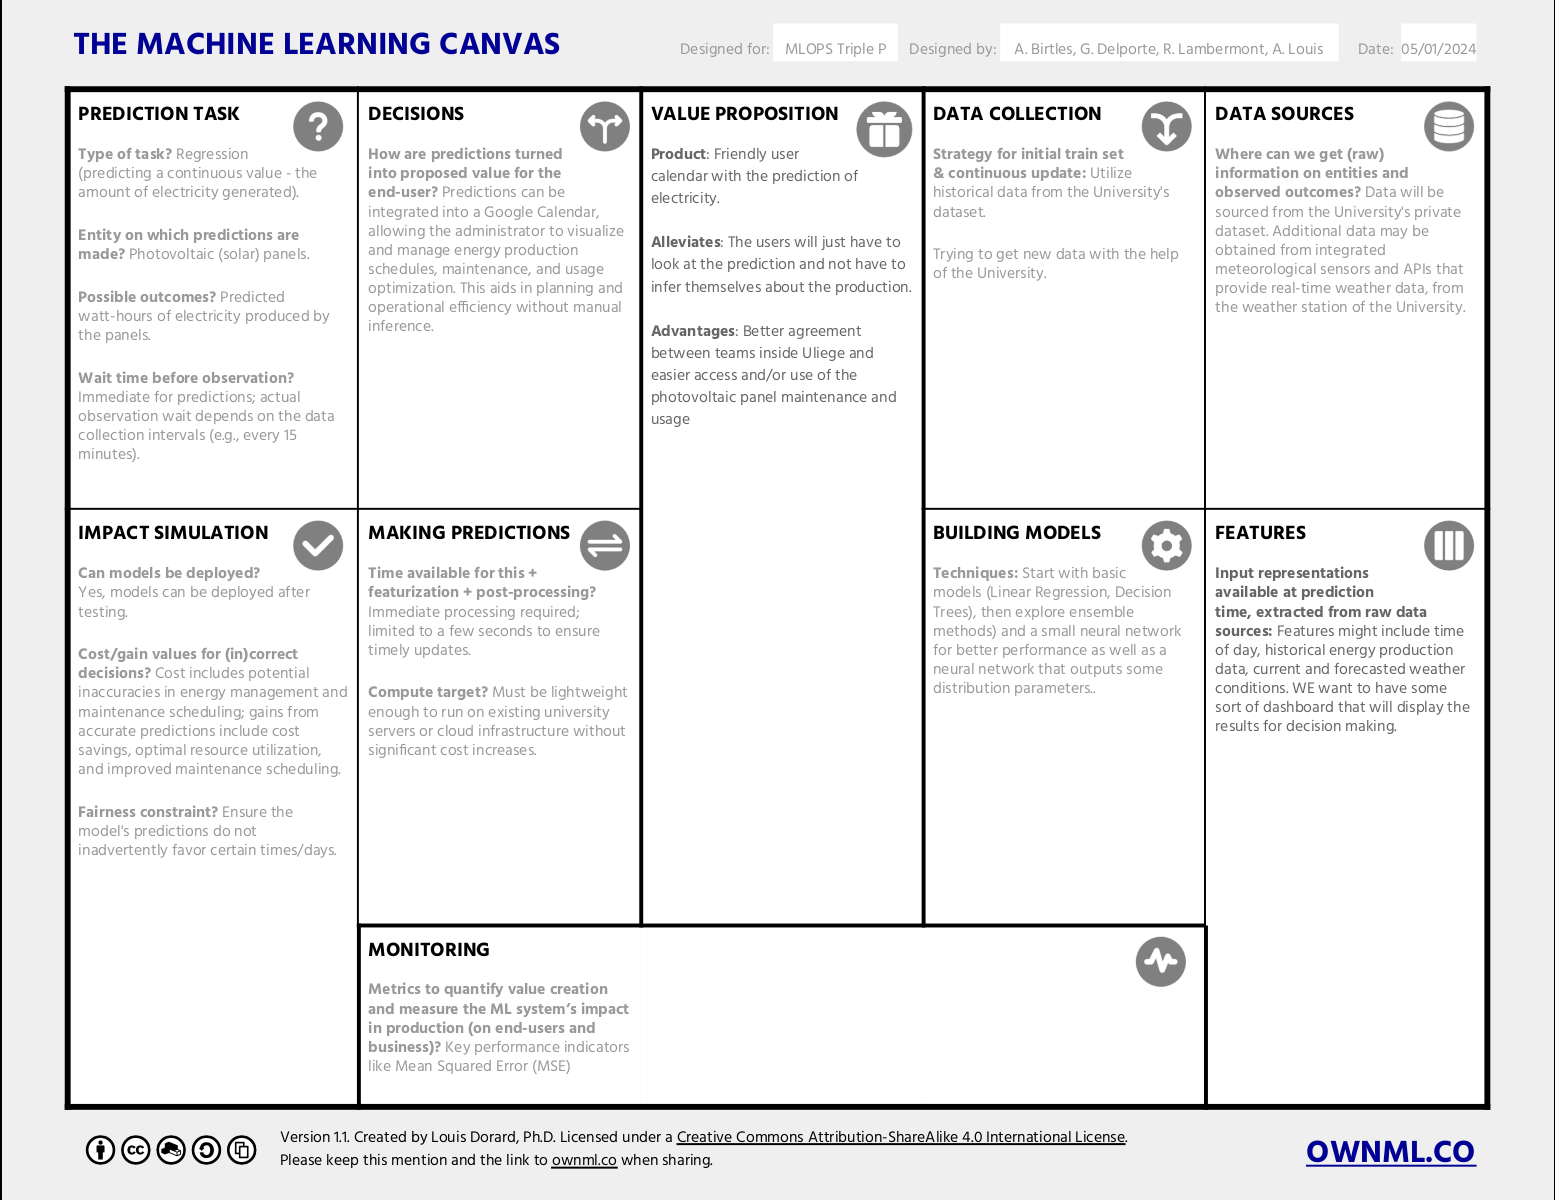 THE MACHINE LEARNING CANVAS
Designed for: MLOPS Triple P Designed by: A. Birtles, G. Delporte, R. Lambermont, A. Louis Date: 05/01/2024
PREDICTION TASK
Type of task? Regression
(predicting a continuous value - the
amount of electricity generated).
Entity on which predictions are
made? Photovoltaic (solar) panels.
Possible outcomes? Predicted
watt-hours of electricity produced by
the panels.
Wait time before observation?
Immediate for predictions; actual
observation wait depends on the data
collection intervals (e.g., every 15
minutes).
DECISIONS
How are predictions turned
into proposed value for the
end-user? Predictions can be
integrated into a Google Calendar,
allowing the administrator to visualize
and manage energy production
schedules, maintenance, and usage
optimization. This aids in planning and
operational efficiency without manual
inference.
VALUE PROPOSITION
Product: Friendly user
calendar with the prediction of
electricity.
Alleviates: The users will just have to
look at the prediction and not have to
infer themselves about the production.
Advantages: Better agreement
between teams inside Uliege and
easier access and/or use of the
photovoltaic panel maintenance and
usage
DATA COLLECTION
Strategy for initial train set
& continuous update: Utilize
historical data from the University's
dataset.
Trying to get new data with the help
of the University.
DATA SOURCES
Where can we get (raw)
information on entities and
observed outcomes? Data will be
sourced from the University's private
dataset. Additional data may be
obtained from integrated
meteorological sensors and APIs that
provide real-time weather data, from
the weather station of the University.
IMPACT SIMULATION
Can models be deployed?
Yes, models can be deployed after
testing.
Cost/gain values for (in)correct
decisions? Cost includes potential
inaccuracies in energy management and
maintenance scheduling; gains from
accurate predictions include cost
savings, optimal resource utilization,
and improved maintenance scheduling.
Fairness constraint? Ensure the
model's predictions do not
inadvertently favor certain times/days.
MAKING PREDICTIONS
Time available for this +
featurization + post-processing?
Immediate processing required;
limited to a few seconds to ensure
timely updates.
Compute target? Must be lightweight
enough to run on existing university
servers or cloud infrastructure without
significant cost increases.
BUILDING MODELS
Techniques: Start with basic
models (Linear Regression, Decision
Trees), then explore ensemble
methods) and a small neural network
for better performance as well as a
neural network that outputs some
distribution parameters..
FEATURES
Input representations
available at prediction
time, extracted from raw data
sources: Features might include time
of day, historical energy production
data, current and forecasted weather
conditions. WE want to have some
sort of dashboard that will display the
results for decision making.
MONITORING
Metrics to quantify value creation
and measure the ML system’s impact
in production (on end-users and
business)? Key performance indicators
like Mean Squared Error (MSE)
Version 1.1. Created by Louis Dorard, Ph.D. Licensed under a Creative Commons Attribution-ShareAlike 4.0 International License.
Please keep this mention and the link to ownml.co when sharing.
OWNML.CO